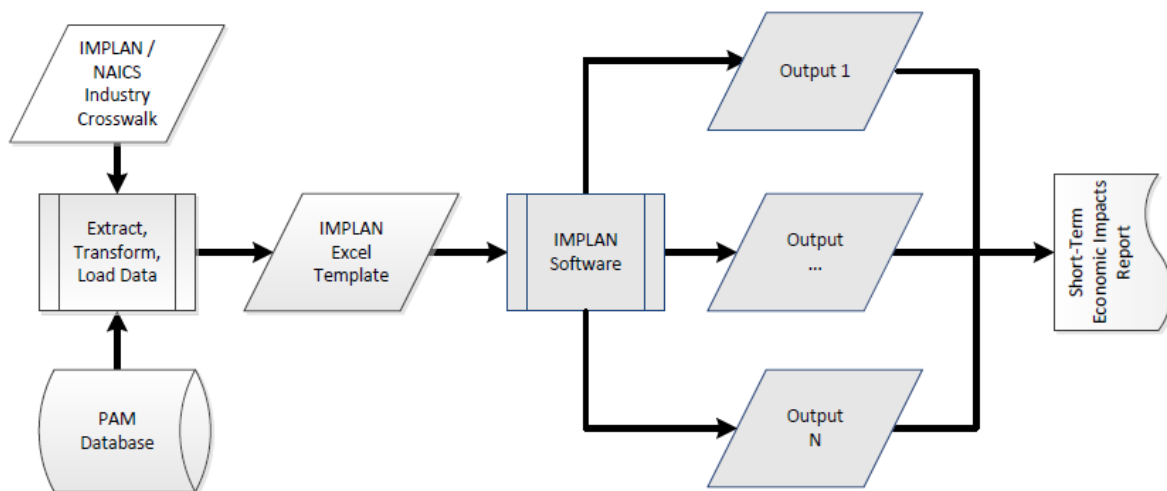 IMPLAN /
NAICS
Industry
Crosswalk
Extract,
Transform,
Load Data
PAM
Database
IMPLAN
Excel
Template
IMPLAN
Software
Output 1
Output
...
Output
N
Short-Term
Economic Impacts
Report